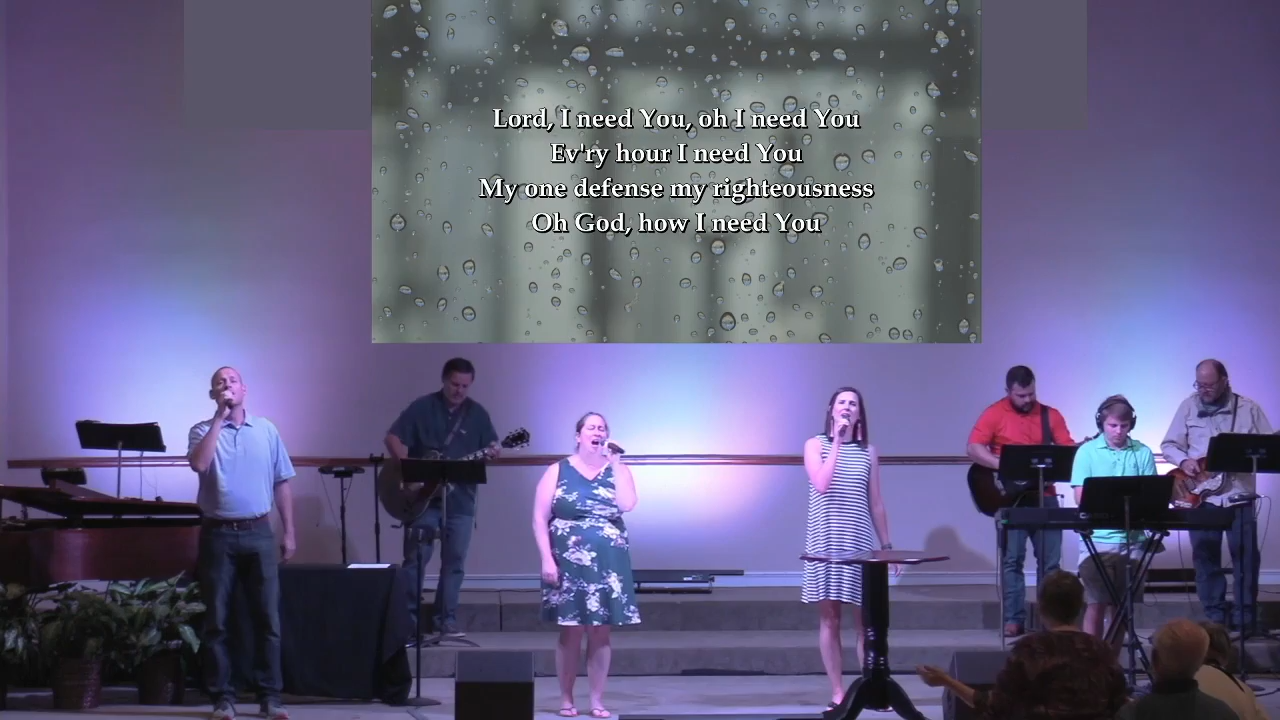 Lord, I need You, oh I need You
Ev'ry hour I need You
My one defense my righteousness
Oh God, how I need You